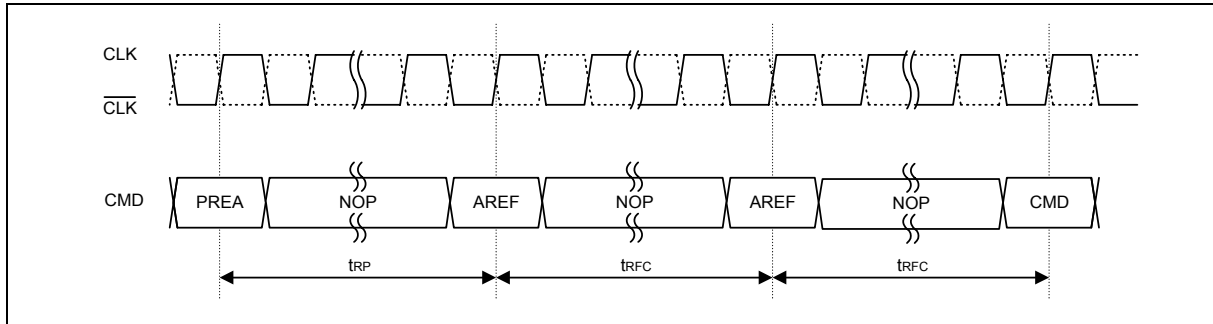 CLK
CLK
CMD PREA NOP AREF NOP AREF NOP CMD
tRP tRFC tRFC